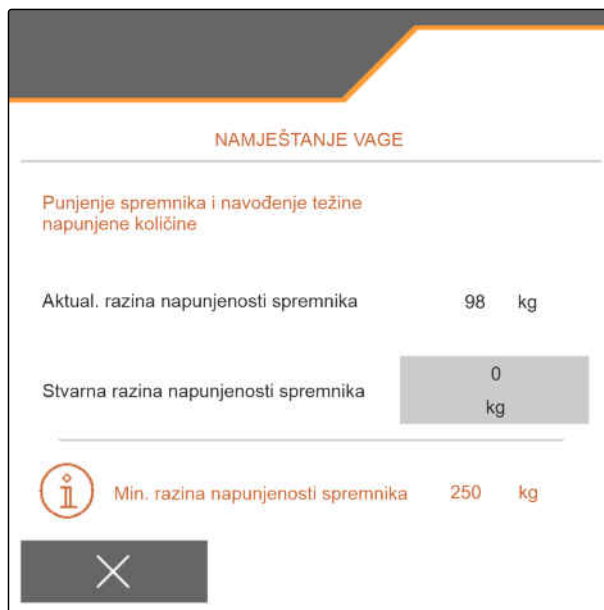 NAMJEŠTANJE VAGE
Punjenje spremnika i navođenje težine
napunjene količine
Aktual. razina napunjenosti spremnika 98 kg
Stvarna razina napunjenosti spremnika 0 kg
Min. razina napunjenosti spremnika 250 kg